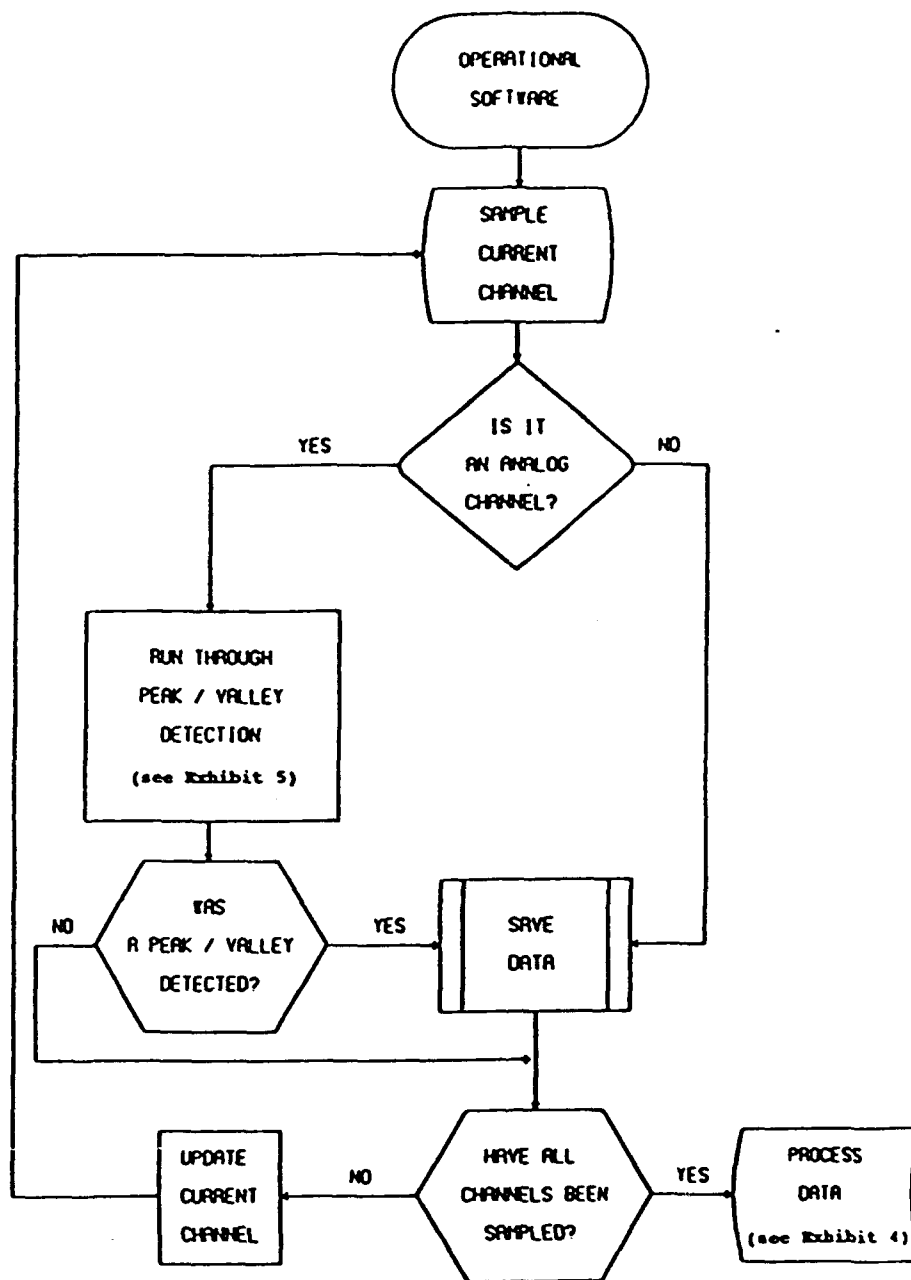 OPERATIONAL
SOFTWARE
SAMPLE
CURRENT
CHANNEL
IS IT
AN ANALOG
CHANNEL?
YES
NO
RUN THROUGH
PEAK / VALLEY
DETECTION
(see Exhibit 5)
WAS
A PEAK / VALLEY
DETECTED?
NO
YES
SAVE
DATA
HAVE ALL
CHANNELS BEEN
SAMPLED?
NO
YES
UPDATE
CURRENT
CHANNEL
PROCESS
DATA
(see Exhibit 4)